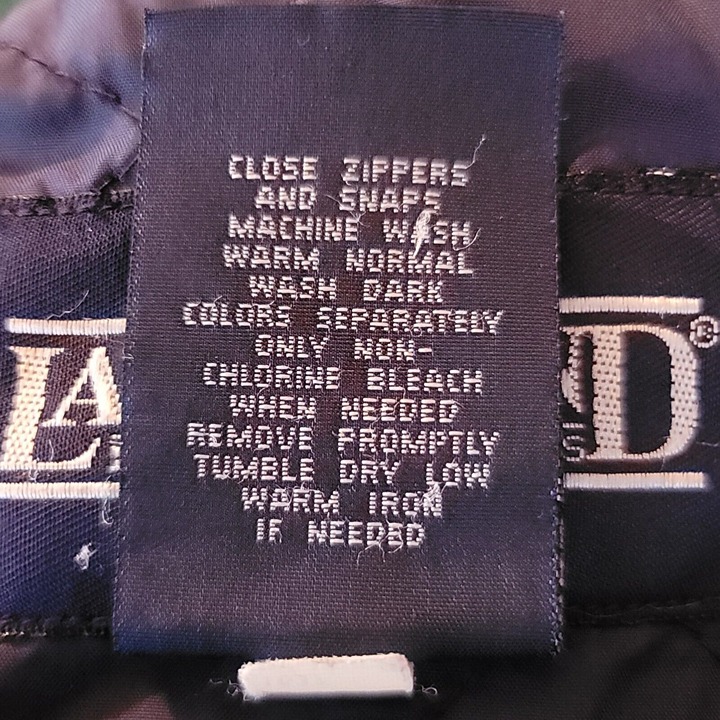 CLOSE ZIPPERS
AND SNAPS
MACHINE WASH
WARM NORMAL
WASH DARK
COLORS SEPARATELY
ONLY NON-
CHLORINE BLEACH
WHEN NEEDED
REMOVE PROMPTLY
TUMBLE DRY LOW
WARM IRON
IF NEEDED